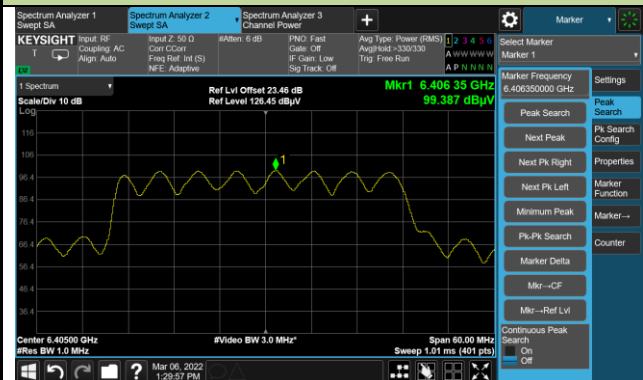 Spectrum Analyzer 1
Swept SA
Spectrum Analyzer 2
Swept SA
Spectrum Analyzer 3
Channel Power
+
Marker
KEYSIGHT
T
LW
Input: RF
Coupling: AC
Align: Auto
Input Z: 50 Ω
Corr CCorr
Freq Ref: Int (S)
NFE: Adaptive
#Atten: 6 dB
PNO: Fast
Gate: Off
IF Gain: Low
Sig Track: Off
Avg Type: Power (RMS)
Avg|Hold:>330/330
Trig: Free Run
1 2 3 4 5 6
A W W W W W
A P N N N N
Select Marker
Marker 1
1 Spectrum
Scale/Div 10 dB
Log
Ref Lvl Offset 23.46 dB
Ref Level 126.45 dBµV
Mkr1 6.406 35 GHz
99.387 dBµV
116
106
96.4
86.4
76.4
66.4
56.4
46.4
36.4
1
Center 6.40500 GHz
#Res BW 1.0 MHz
#Video BW 3.0 MHz*
Span 60.00 MHz
Sweep 1.01 ms (401 pts)
Marker Frequency
6.406350000 GHz
Peak Search
Next Peak
Next Pk Right
Next Pk Left
Minimum Peak
Pk-Pk Search
Marker Delta
Mkr→CF
Mkr→Ref Lvl
Continuous Peak
Search
On
Off
Settings
Peak
Search
Pk Search
Config
Properties
Marker
Function
Marker→
Counter
?
Mar 06, 2022
1:29:57 PM